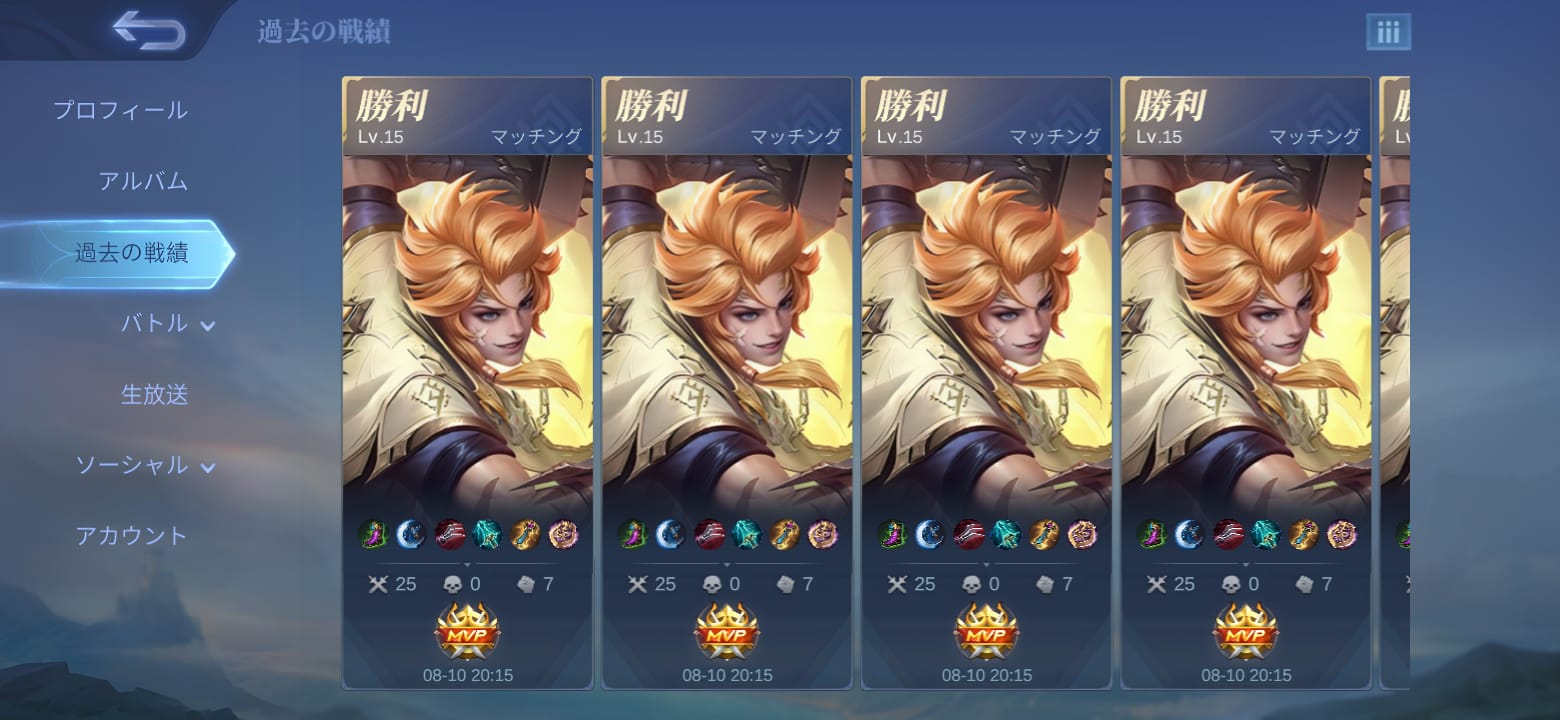 過去の戦績
プロフィール
アルバム
過去の戦績
バトル
生放送
ソーシャル
アカウント
勝利
Lv.15 マッチング
25 0 7
MVP
08-10 20:15
勝利
Lv.15 マッチング
25 0 7
MVP
08-10 20:15
勝利
Lv.15 マッチング
25 0 7
MVP
08-10 20:15
勝利
Lv.15 マッチング
25 0 7
MVP
08-10 20:15